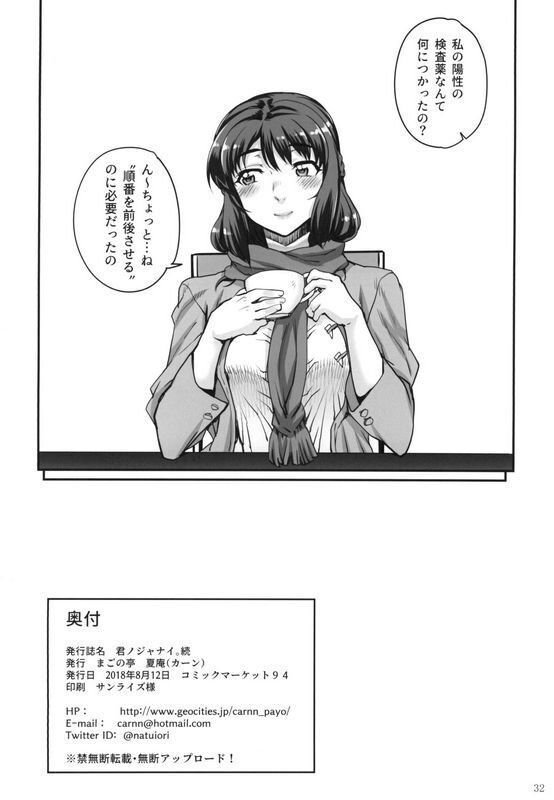 私の陽性の
検査薬なんて
何につかったの？
ん～ちょっと…ね
"順番を前後させる"
のに必要だったの
奥付
発行誌名　君ノジャナイ。続
発行　まごの亭　夏庵(カーン)
発行日　2018年8月12日　コミックマーケット９４
印刷　サンライズ様
HP：　http://www.geocities.jp/carnn_payo/
E-mail：　carnn@hotmail.com
Twitter ID:　@natuiori
※禁無断転載・無断アップロード！
32